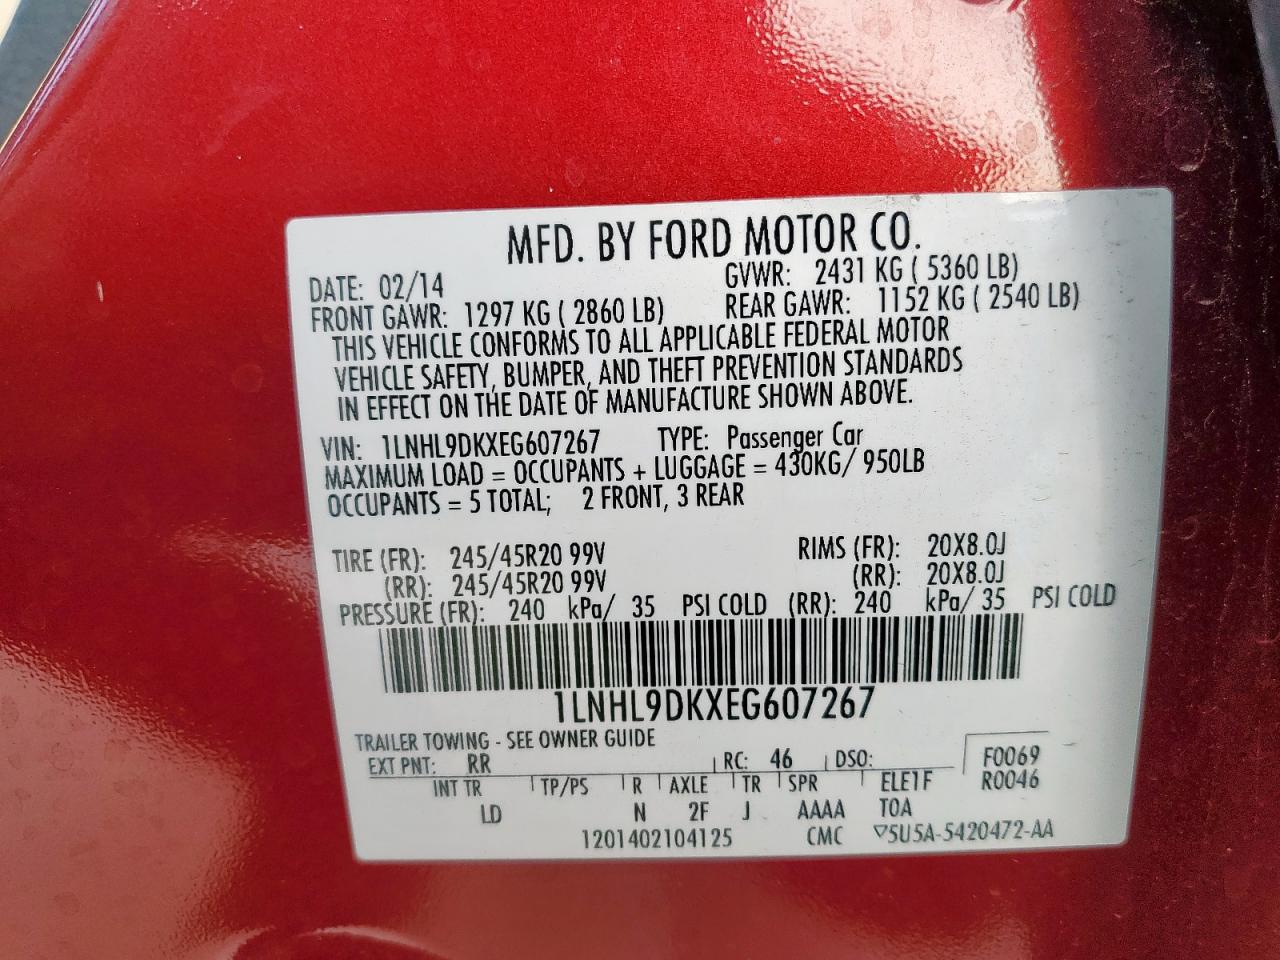 MFD. BY FORD MOTOR CO.
DATE: 02/14 GVWR: 2431 KG ( 5360 LB)
FRONT GAWR: 1297 KG ( 2860 LB) REAR GAWR: 1152 KG ( 2540 LB)
THIS VEHICLE CONFORMS TO ALL APPLICABLE FEDERAL MOTOR
VEHICLE SAFETY, BUMPER, AND THEFT PREVENTION STANDARDS
IN EFFECT ON THE DATE OF MANUFACTURE SHOWN ABOVE.
VIN: 1LNHL9DKXEG607267 TYPE: Passenger Car
MAXIMUM LOAD = OCCUPANTS + LUGGAGE = 430KG/ 950LB
OCCUPANTS = 5 TOTAL; 2 FRONT, 3 REAR
TIRE (FR): 245/45R20 99V RIMS (FR): 20X8.0J
(RR): 245/45R20 99V (RR): 20X8.0J
PRESSURE (FR): 240 kPa/ 35 PSI COLD (RR): 240 kPa/ 35 PSI COLD
1LNHL9DKXEG607267
TRAILER TOWING - SEE OWNER GUIDE
EXT PNT: RR RC: 46 DSO: F0069
INT TR TP/PS R AXLE TR SPR ELE1F R0046
LD N 2F J AAAA TOA
1201402104125 CMC ▽5U5A-5420472-AA